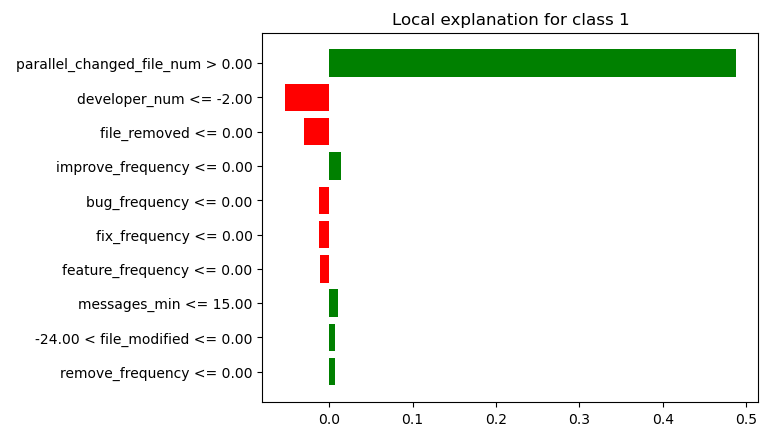 Local explanation for class 1
parallel_changed_file_num > 0.00
developer_num <= -2.00
file_removed <= 0.00
improve_frequency <= 0.00
bug_frequency <= 0.00
fix_frequency <= 0.00
feature_frequency <= 0.00
messages_min <= 15.00
-24.00 < file_modified <= 0.00
remove_frequency <= 0.00
0.0 0.1 0.2 0.3 0.4 0.5